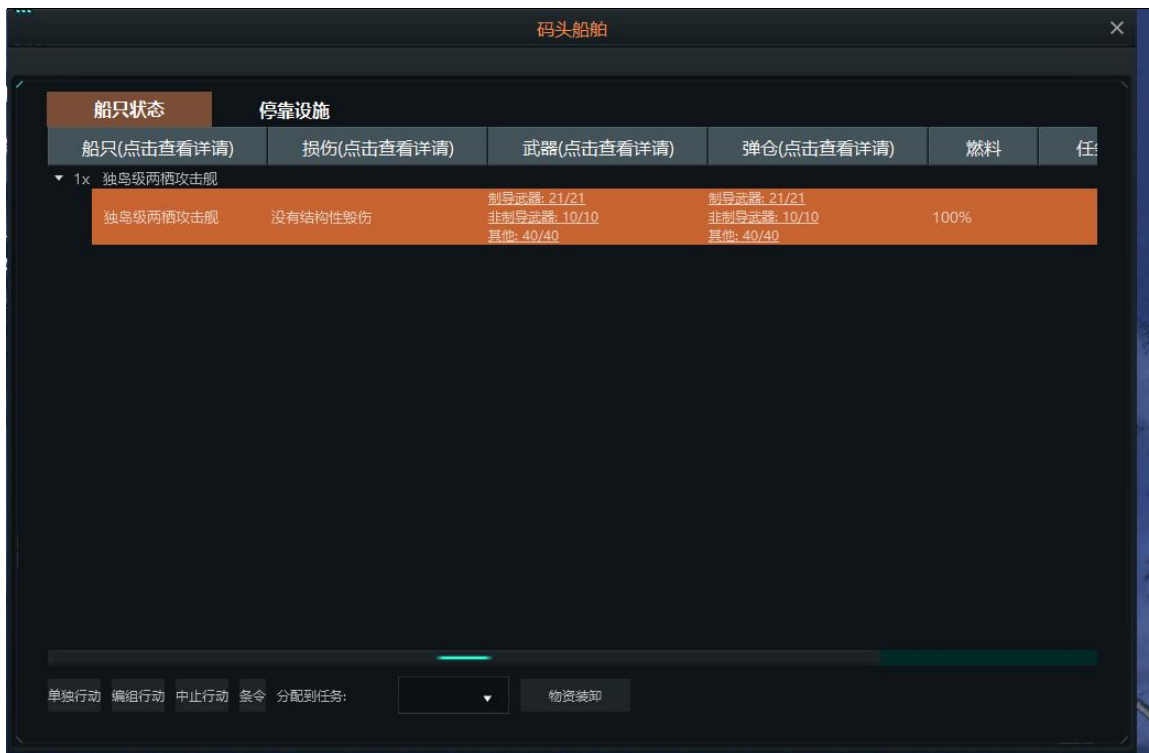 码头船舶
船只状态 停靠设施
船只(点击查看详请) 损伤(点击查看详请) 武器(点击查看详请) 弹仓(点击查看详请) 燃料 任
1x 独岛级两栖攻击舰
独岛级两栖攻击舰 没有结构性毁伤 制导武器: 21/21 制导武器: 21/21 100%
非制导武器: 10/10 非制导武器: 10/10
其他: 40/40 其他: 40/40
单独行动 编组行动 中止行动 条令 分配到任务: 物资装卸